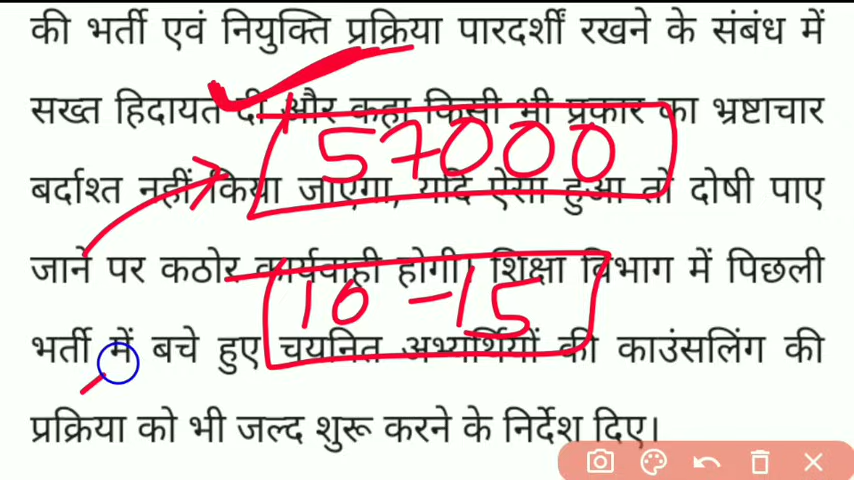 की भर्ती एवं नियुक्ति प्रक्रिया पारदर्शी रखने के संबंध में
सख्त हिदायत दी और कहा किसी भी प्रकार का भ्रष्टाचार
57000
बर्दाश्त नहीं किया जाएगा, यदि ऐसा हुआ तो दोषी पाए
जाने पर कठोर कार्यवाही होगी। शिक्षा विभाग में पिछली
10-15
भर्ती में बचे हुए चयनित अभ्यर्थियों की काउंसलिंग की
प्रक्रिया को भी जल्द शुरू करने के निर्देश दिए।